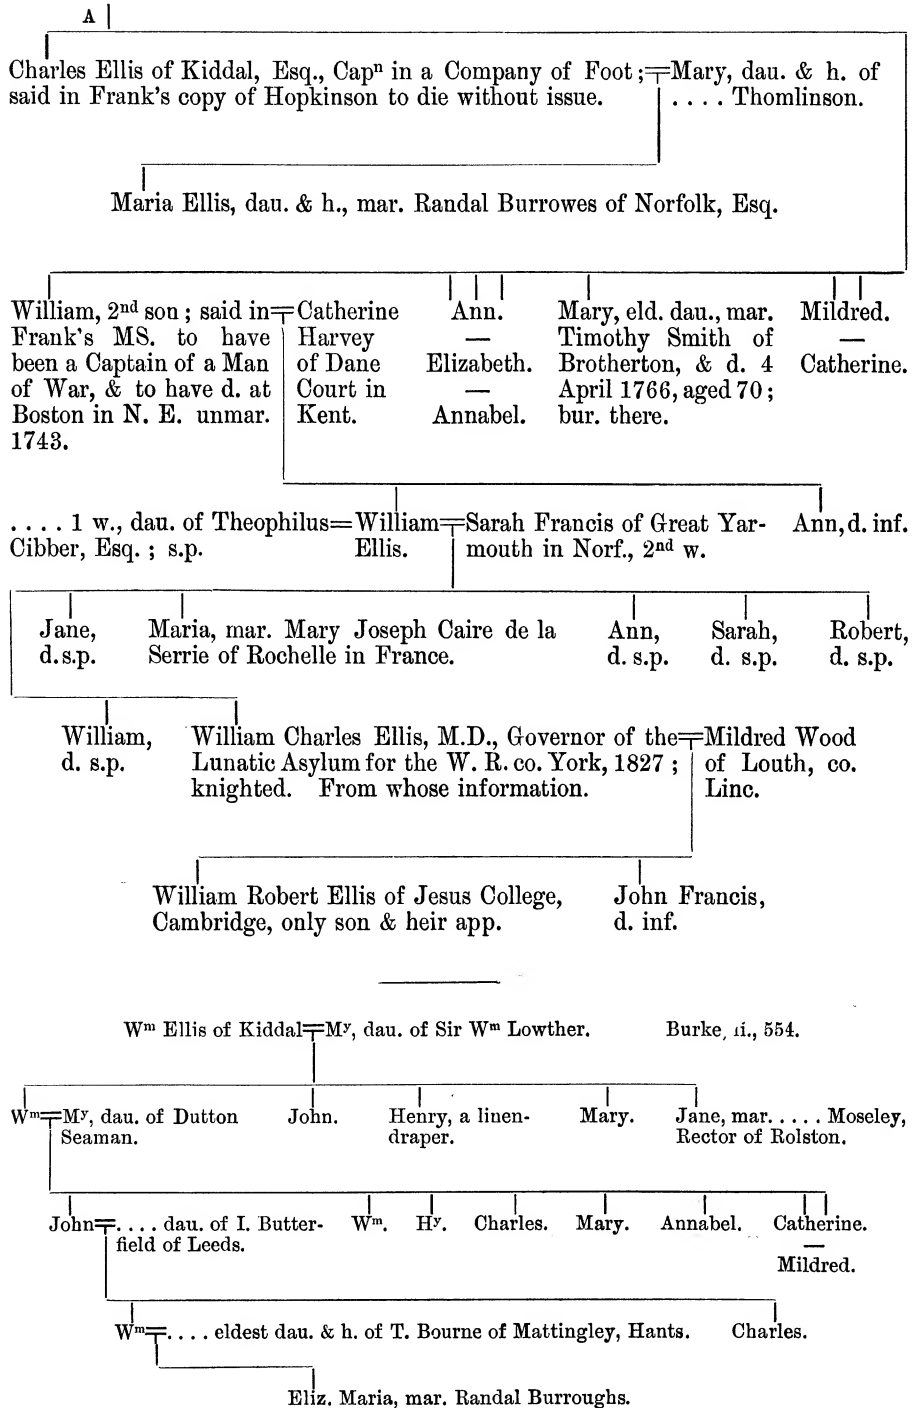 A
Charles Ellis of Kiddal, Esq., Capⁿ in a Company of Foot;
said in Frank's copy of Hopkinson to die without issue.
Mary, dau. & h. of
. . . . Thomlinson.
Maria Ellis, dau. & h., mar. Randal Burrowes of Norfolk, Esq.
William, 2ⁿᵈ son; said in
Frank's MS. to have
been a Captain of a Man
of War, & to have d. at
Boston in N. E. unmar.
1743.
Catherine
Harvey
of Dane
Court in
Kent.
Ann.
—
Elizabeth.
—
Annabel.
Mary, eld. dau., mar.
Timothy Smith of
Brotherton, & d. 4
April 1766, aged 70;
bur. there.
Mildred.
—
Catherine.
. . . . 1 w., dau. of Theophilus
Cibber, Esq.; s.p.
=William
Ellis.
Sarah Francis of Great Yar-
mouth in Norf., 2ⁿᵈ w.
Ann, d. inf.
Jane,
d.s.p.
Maria, mar. Mary Joseph Caire de la
Serrie of Rochelle in France.
Ann,
d. s.p.
Sarah,
d. s.p.
Robert,
d. s.p.
William,
d. s.p.
William Charles Ellis, M.D., Governor of the
Lunatic Asylum for the W. R. co. York, 1827;
knighted. From whose information.
Mildred Wood
of Louth, co.
Linc.
William Robert Ellis of Jesus College,
Cambridge, only son & heir app.
John Francis,
d. inf.
Wᵐ Ellis of Kiddal
Mʸ, dau. of Sir Wᵐ Lowther.
Burke, ii., 554.
Wᵐ
Mʸ, dau. of Dutton
Seaman.
John.
Henry, a linen-
draper.
Mary.
Jane, mar. . . . . Moseley,
Rector of Rolston.
John
. . . . dau. of I. Butter-
field of Leeds.
Wᵐ.
Hʸ.
Charles.
Mary.
Annabel.
Catherine.
—
Mildred.
Wᵐ
. . . . eldest dau. & h. of T. Bourne of Mattingley, Hants.
Charles.
Eliz. Maria, mar. Randal Burroughs.